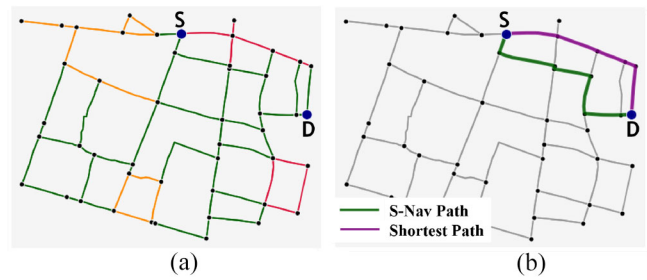 S
D
(a)
S
D
S-Nav Path
Shortest Path
(b)